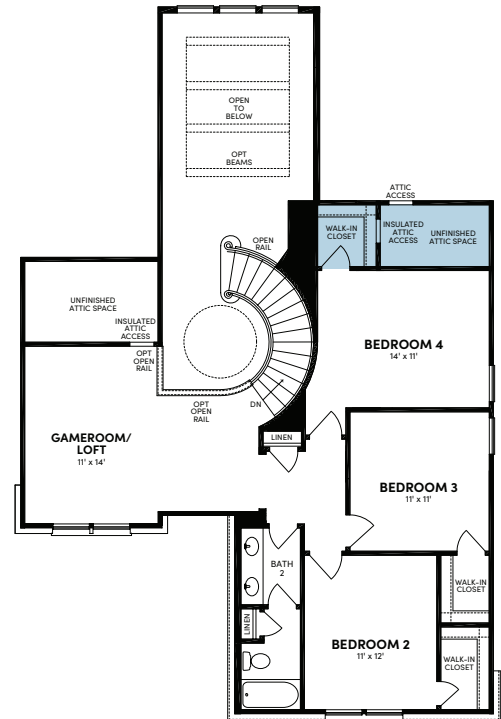 OPEN
TO
BELOW
OPT
BEAMS
ATTIC
ACCESS
WALK-IN
CLOSET
INSULATED
ATTIC
ACCESS
UNFINISHED
ATTIC SPACE
OPEN
RAIL
UNFINISHED
ATTIC SPACE
INSULATED
ATTIC
ACCESS
OPT
OPEN
RAIL
BEDROOM 4
14' x 11'
OPT
OPEN
RAIL
DN
GAMEROOM/
LOFT
11' x 14'
LINEN
BEDROOM 3
11' x 11'
BATH
2
WALK-IN
CLOSET
LINEN
BEDROOM 2
11' x 12'
WALK-IN
CLOSET